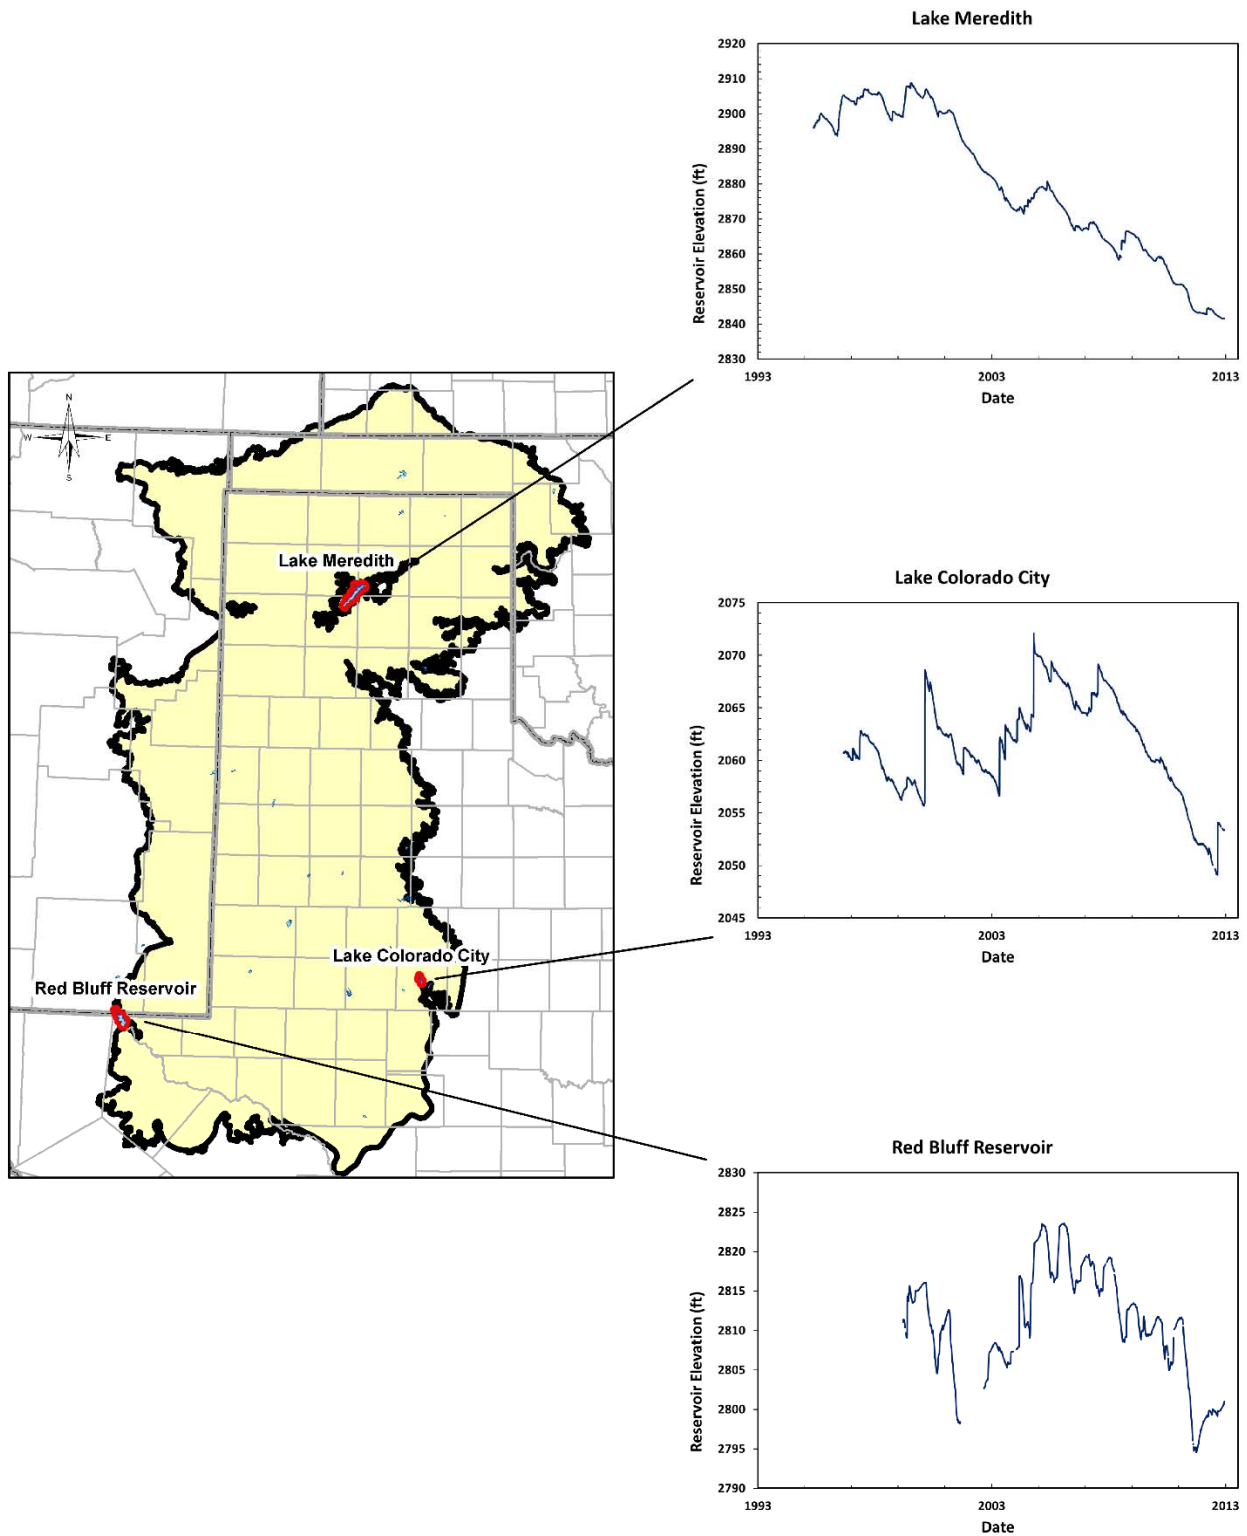 Lake Meredith
2920
2910
2900
2890
2880
2870
2860
2850
2840
2830
Reservoir Elevation (ft)
1993
2003
2013
Date
N
W
E
S
Lake Meredith
Lake Colorado City
Red Bluff Reservoir
Lake Colorado City
2075
2070
2065
2060
2055
2050
2045
Reservoir Elevation (ft)
1993
2003
2013
Date
Red Bluff Reservoir
2830
2825
2820
2815
2810
2805
2800
2795
2790
Reservoir Elevation (ft)
1993
2003
2013
Date